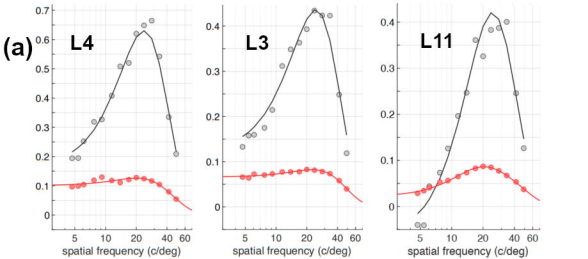 (a) L4 L3 L11
0.7 0.6 0.5 0.4 0.3 0.2 0.1 0
0.4 0.3 0.2 0.1 0
0.4 0.3 0.2 0.1 0
5 10 20 40 60 5 10 20 40 60 5 10 20 40 60
spatial frequency (c/deg) spatial frequency (c/deg) spatial frequency (c/deg)